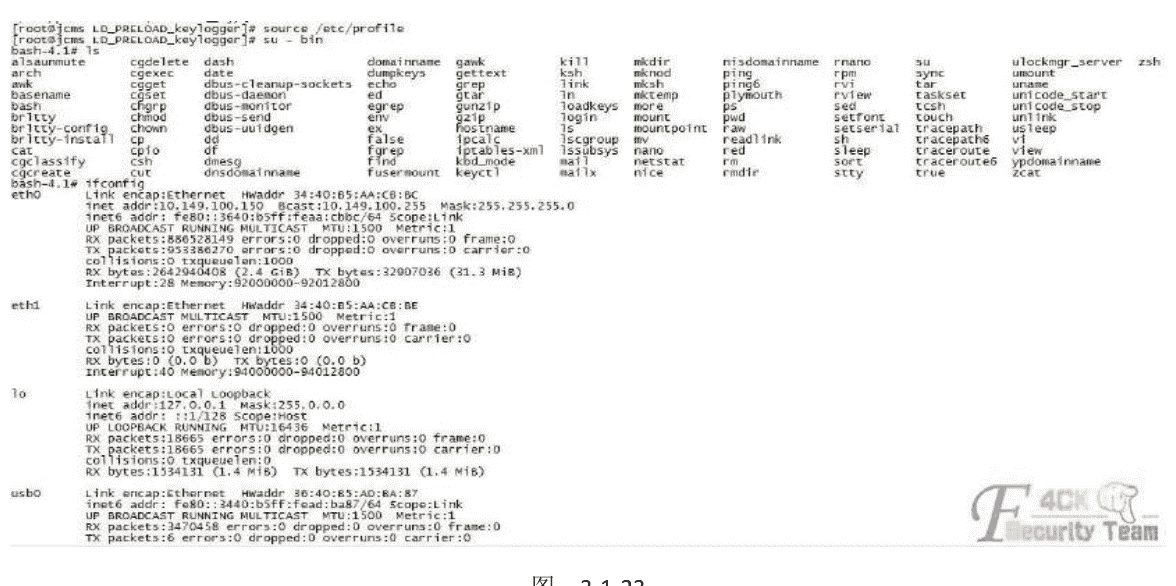 [root@jcms LD_PRELOAD_keylogger]# source /etc/profile
[root@jcms LD_PRELOAD_keylogger]# su - bin
bash-4.1# ls
alsaunmute cgdelete dash domainname gawk kill mkdir nisdomainname rnano su ulockmgr_server zsh
arch cgexec date dumpkeys gettext ksh mknod ping rpm sync umount
awk cgget dbus-cleanup-sockets echo grep link mksh ping6 rvi tar uname
basename cgset dbus-daemon ed gtar ln mktemp plymouth rview taskset unicode_start
bash chgrp dbus-monitor egrep gunzip loadkeys more ps sed tcsh unicode_stop
brltty chmod dbus-send env gzip login mount pwd setfont touch unlink
brltty-config chown dbus-uuidgen ex hostname ls mountpoint raw setserial tracepath usleep
brltty-install cp dd false ipcalc lscgroup mv readlink sh tracepath6 vi
cat cpio df fgrep iptables-xml lssubsys nano red sleep traceroute view
cgclassify csh dmesg find kbd_mode mail netstat rm sort traceroute6 ypdomainname
cgcreate cut dnsdomainname fusermount keyctl mailx nice rmdir stty true zcat
bash-4.1# ifconfig
eth0 Link encap:Ethernet HWaddr 34:40:B5:AA:CB:BC
inet addr:10.149.100.150 Bcast:10.149.100.255 Mask:255.255.255.0
inet6 addr: fe80::3640:b5ff:feaa:cbbc/64 Scope:Link
UP BROADCAST RUNNING MULTICAST MTU:1500 Metric:1
RX packets:886528149 errors:0 dropped:0 overruns:0 frame:0
TX packets:953386270 errors:0 dropped:0 overruns:0 carrier:0
collisions:0 txqueuelen:1000
RX bytes:2642940408 (2.4 GiB) TX bytes:32907036 (31.3 MiB)
Interrupt:28 Memory:92000000-92012800
eth1 Link encap:Ethernet HWaddr 34:40:B5:AA:CB:BE
UP BROADCAST MULTICAST MTU:1500 Metric:1
RX packets:0 errors:0 dropped:0 overruns:0 frame:0
TX packets:0 errors:0 dropped:0 overruns:0 carrier:0
collisions:0 txqueuelen:1000
RX bytes:0 (0.0 b) TX bytes:0 (0.0 b)
Interrupt:40 Memory:94000000-94012800
lo Link encap:Local Loopback
inet addr:127.0.0.1 Mask:255.0.0.0
inet6 addr: ::1/128 Scope:Host
UP LOOPBACK RUNNING MTU:16436 Metric:1
RX packets:18665 errors:0 dropped:0 overruns:0 frame:0
TX packets:18665 errors:0 dropped:0 overruns:0 carrier:0
collisions:0 txqueuelen:0
RX bytes:1534131 (1.4 MiB) TX bytes:1534131 (1.4 MiB)
usb0 Link encap:Ethernet HWaddr 36:40:B5:AD:BA:87
inet6 addr: fe80::3440:b5ff:fead:ba87/64 Scope:Link
UP BROADCAST RUNNING MULTICAST MTU:1500 Metric:1
RX packets:3470458 errors:0 dropped:0 overruns:0 frame:0
TX packets:6 errors:0 dropped:0 overruns:0 carrier:0
F4CK
Security Team